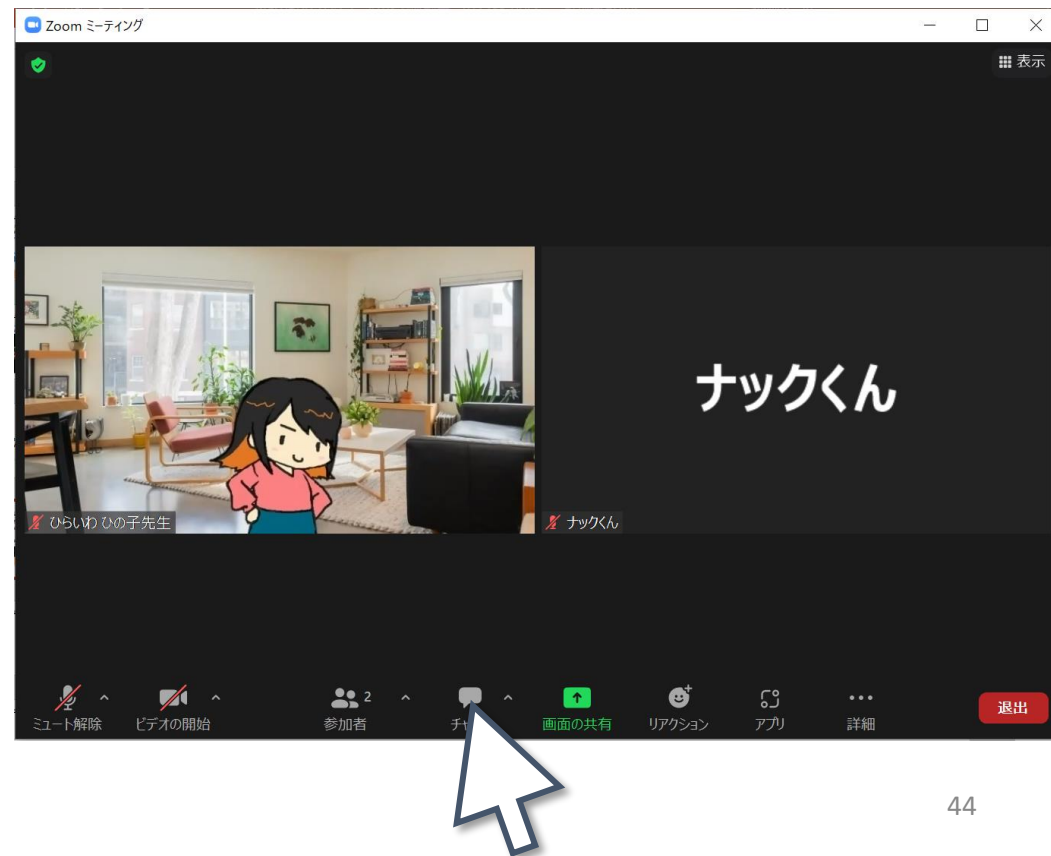 Zoom ミーティング
表示
ナックくん
ひらいわ ひの子先生
ナックくん
2
ミュート解除
ビデオの開始
参加者
画面の共有
リアクション
アプリ
詳細
退出
44